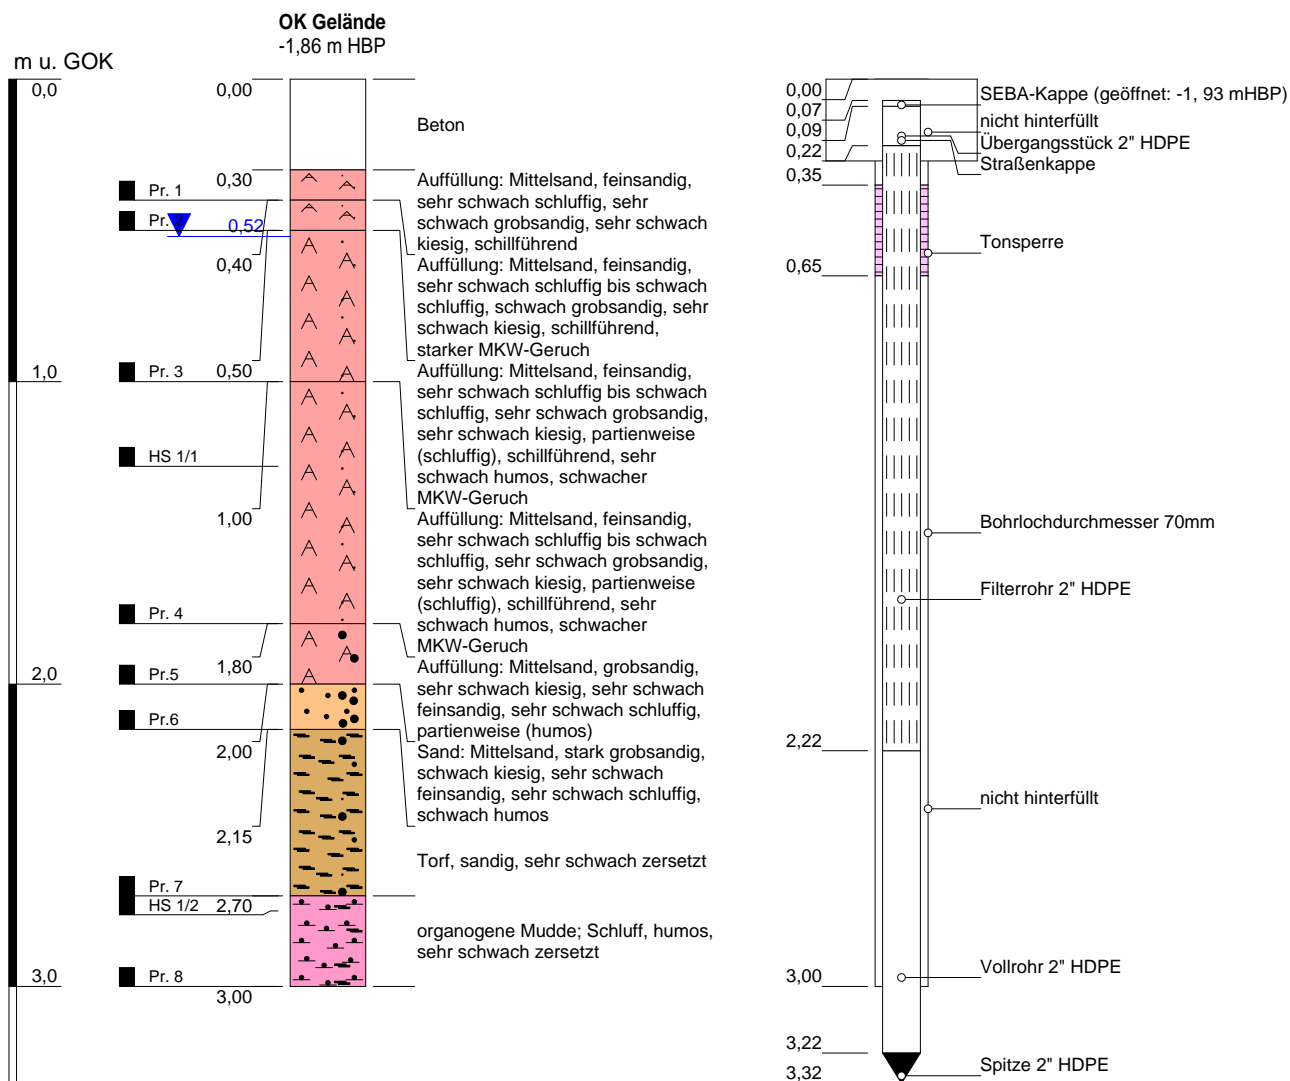 OK Gelände
-1,86 m HBP
m u. GOK
0,0
1,0
2,0
3,0
Pr. 1
Pr. 2
Pr. 3
HS 1/1
Pr. 4
Pr.5
Pr.6
Pr. 7
HS 1/2
Pr. 8
0,52
0,00
0,30
0,40
0,50
1,00
1,80
2,00
2,15
2,70
3,00
Beton
Auffüllung: Mittelsand, feinsandig,
sehr schwach schluffig, sehr
schwach grobsandig, sehr schwach
kiesig, schillführend
Auffüllung: Mittelsand, feinsandig,
sehr schwach schluffig bis schwach
schluffig, schwach grobsandig, sehr
schwach kiesig, schillführend,
starker MKW-Geruch
Auffüllung: Mittelsand, feinsandig,
sehr schwach schluffig bis schwach
schluffig, sehr schwach grobsandig,
sehr schwach kiesig, partienweise
(schluffig), schillführend, sehr
schwach humos, schwacher
MKW-Geruch
Auffüllung: Mittelsand, feinsandig,
sehr schwach schluffig bis schwach
schluffig, sehr schwach grobsandig,
sehr schwach kiesig, partienweise
(schluffig), schillführend, sehr
schwach humos, schwacher
MKW-Geruch
Auffüllung: Mittelsand, grobsandig,
sehr schwach kiesig, sehr schwach
feinsandig, sehr schwach schluffig,
partienweise (humos)
Sand: Mittelsand, stark grobsandig,
schwach kiesig, sehr schwach
feinsandig, sehr schwach schluffig,
schwach humos
Torf, sandig, sehr schwach zersetzt
organogene Mudde; Schluff, humos,
sehr schwach zersetzt
0,00
0,07
0,09
0,22
0,35
0,65
2,22
3,00
3,22
3,32
SEBA-Kappe (geöffnet: -1, 93 mHBP)
nicht hinterfüllt
Übergangsstück 2" HDPE
Straßenkappe
Tonsperre
Bohrlochdurchmesser 70mm
Filterrohr 2" HDPE
nicht hinterfüllt
Vollrohr 2" HDPE
Spitze 2" HDPE